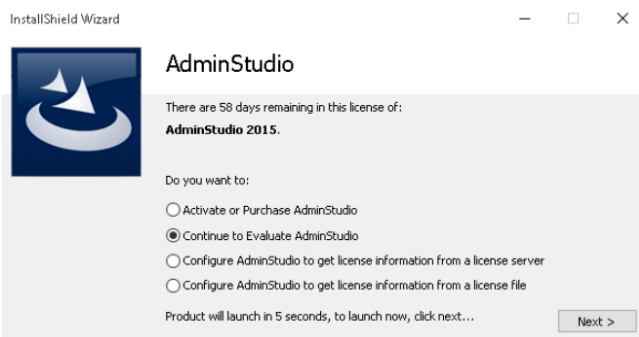 InstallShield Wizard
AdminStudio
There are 58 days remaining in this license of:
AdminStudio 2015.
Do you want to:
Activate or Purchase AdminStudio
Continue to Evaluate AdminStudio
Configure AdminStudio to get license information from a license server
Configure AdminStudio to get license information from a license file
Product will launch in 5 seconds, to launch now, click next...
Next >